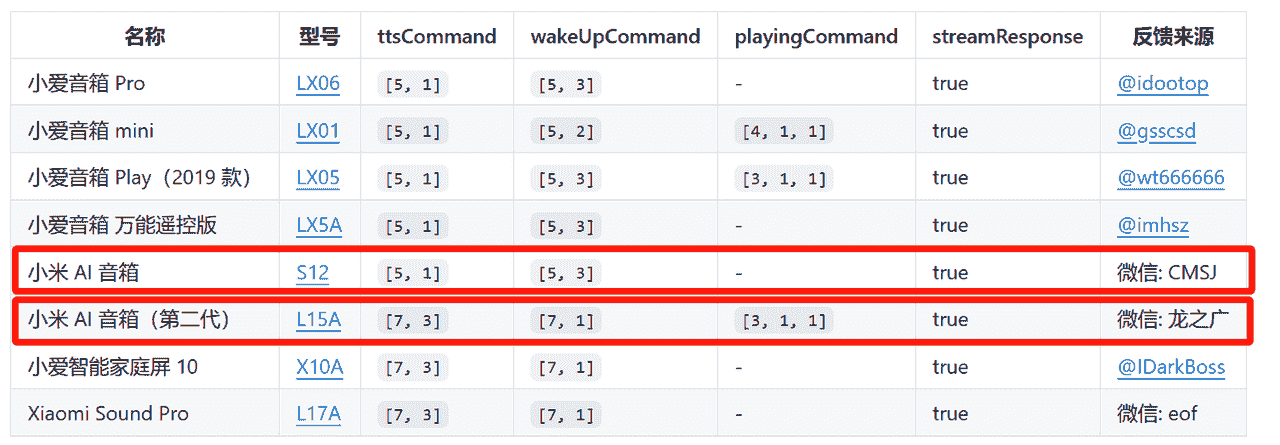 名称 型号 ttsCommand wakeUpCommand playingCommand streamResponse 反馈来源
小爱音箱 Pro LX06 [5, 1] [5, 3] - true @idootop
小爱音箱 mini LX01 [5, 1] [5, 2] [4, 1, 1] true @gsscsd
小爱音箱 Play（2019 款） LX05 [5, 1] [5, 3] [3, 1, 1] true @wt666666
小爱音箱 万能遥控版 LX5A [5, 1] [5, 3] - true @imhsz
小米 AI 音箱 S12 [5, 1] [5, 3] - true 微信: CMSJ
小米 AI 音箱（第二代） L15A [7, 3] [7, 1] [3, 1, 1] true 微信: 龙之广
小爱智能家庭屏 10 X10A [7, 3] [7, 1] - true @IDarkBoss
Xiaomi Sound Pro L17A [7, 3] [7, 1] - true 微信: eof